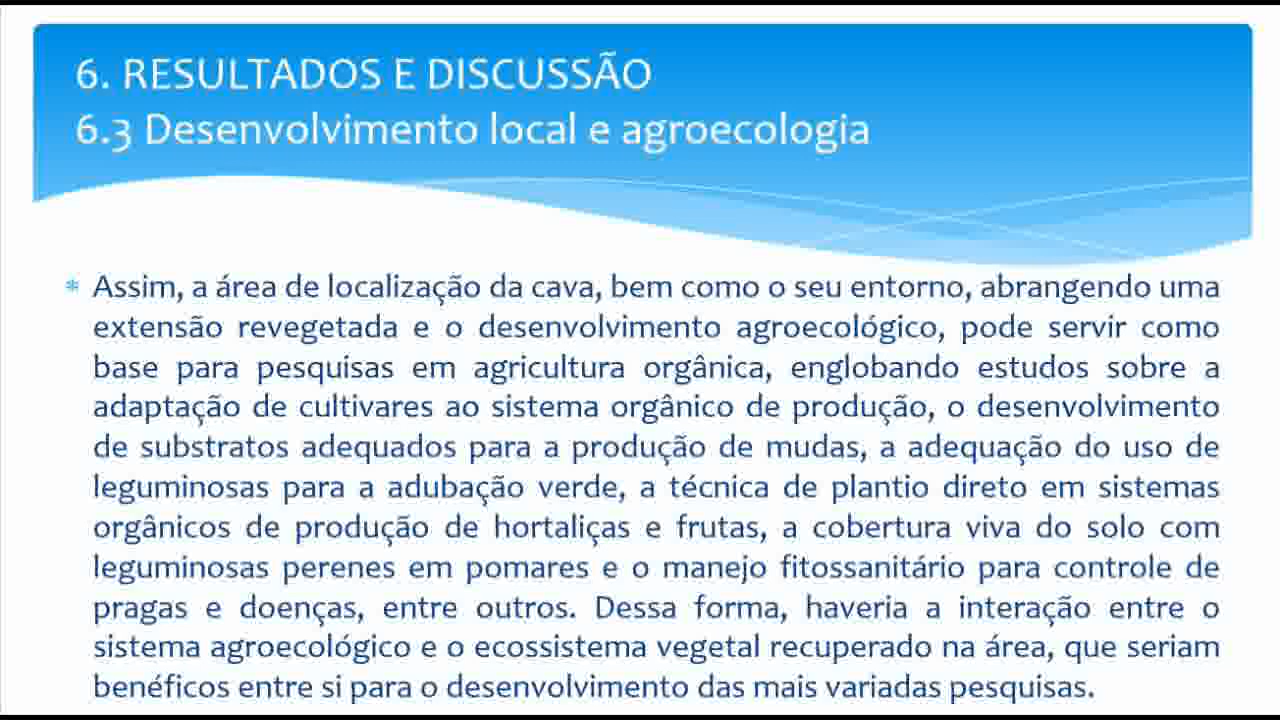 6. RESULTADOS E DISCUSSÃO
6.3 Desenvolvimento local e agroecologia
* Assim, a área de localização da cava, bem como o seu entorno, abrangendo uma
extensão revegetada e o desenvolvimento agroecológico, pode servir como
base para pesquisas em agricultura orgânica, englobando estudos sobre a
adaptação de cultivares ao sistema orgânico de produção, o desenvolvimento
de substratos adequados para a produção de mudas, a adequação do uso de
leguminosas para a adubação verde, a técnica de plantio direto em sistemas
orgânicos de produção de hortaliças e frutas, a cobertura viva do solo com
leguminosas perenes em pomares e o manejo fitossanitário para controle de
pragas e doenças, entre outros. Dessa forma, haveria a interação entre o
sistema agroecológico e o ecossistema vegetal recuperado na área, que seriam
benéficos entre si para o desenvolvimento das mais variadas pesquisas.